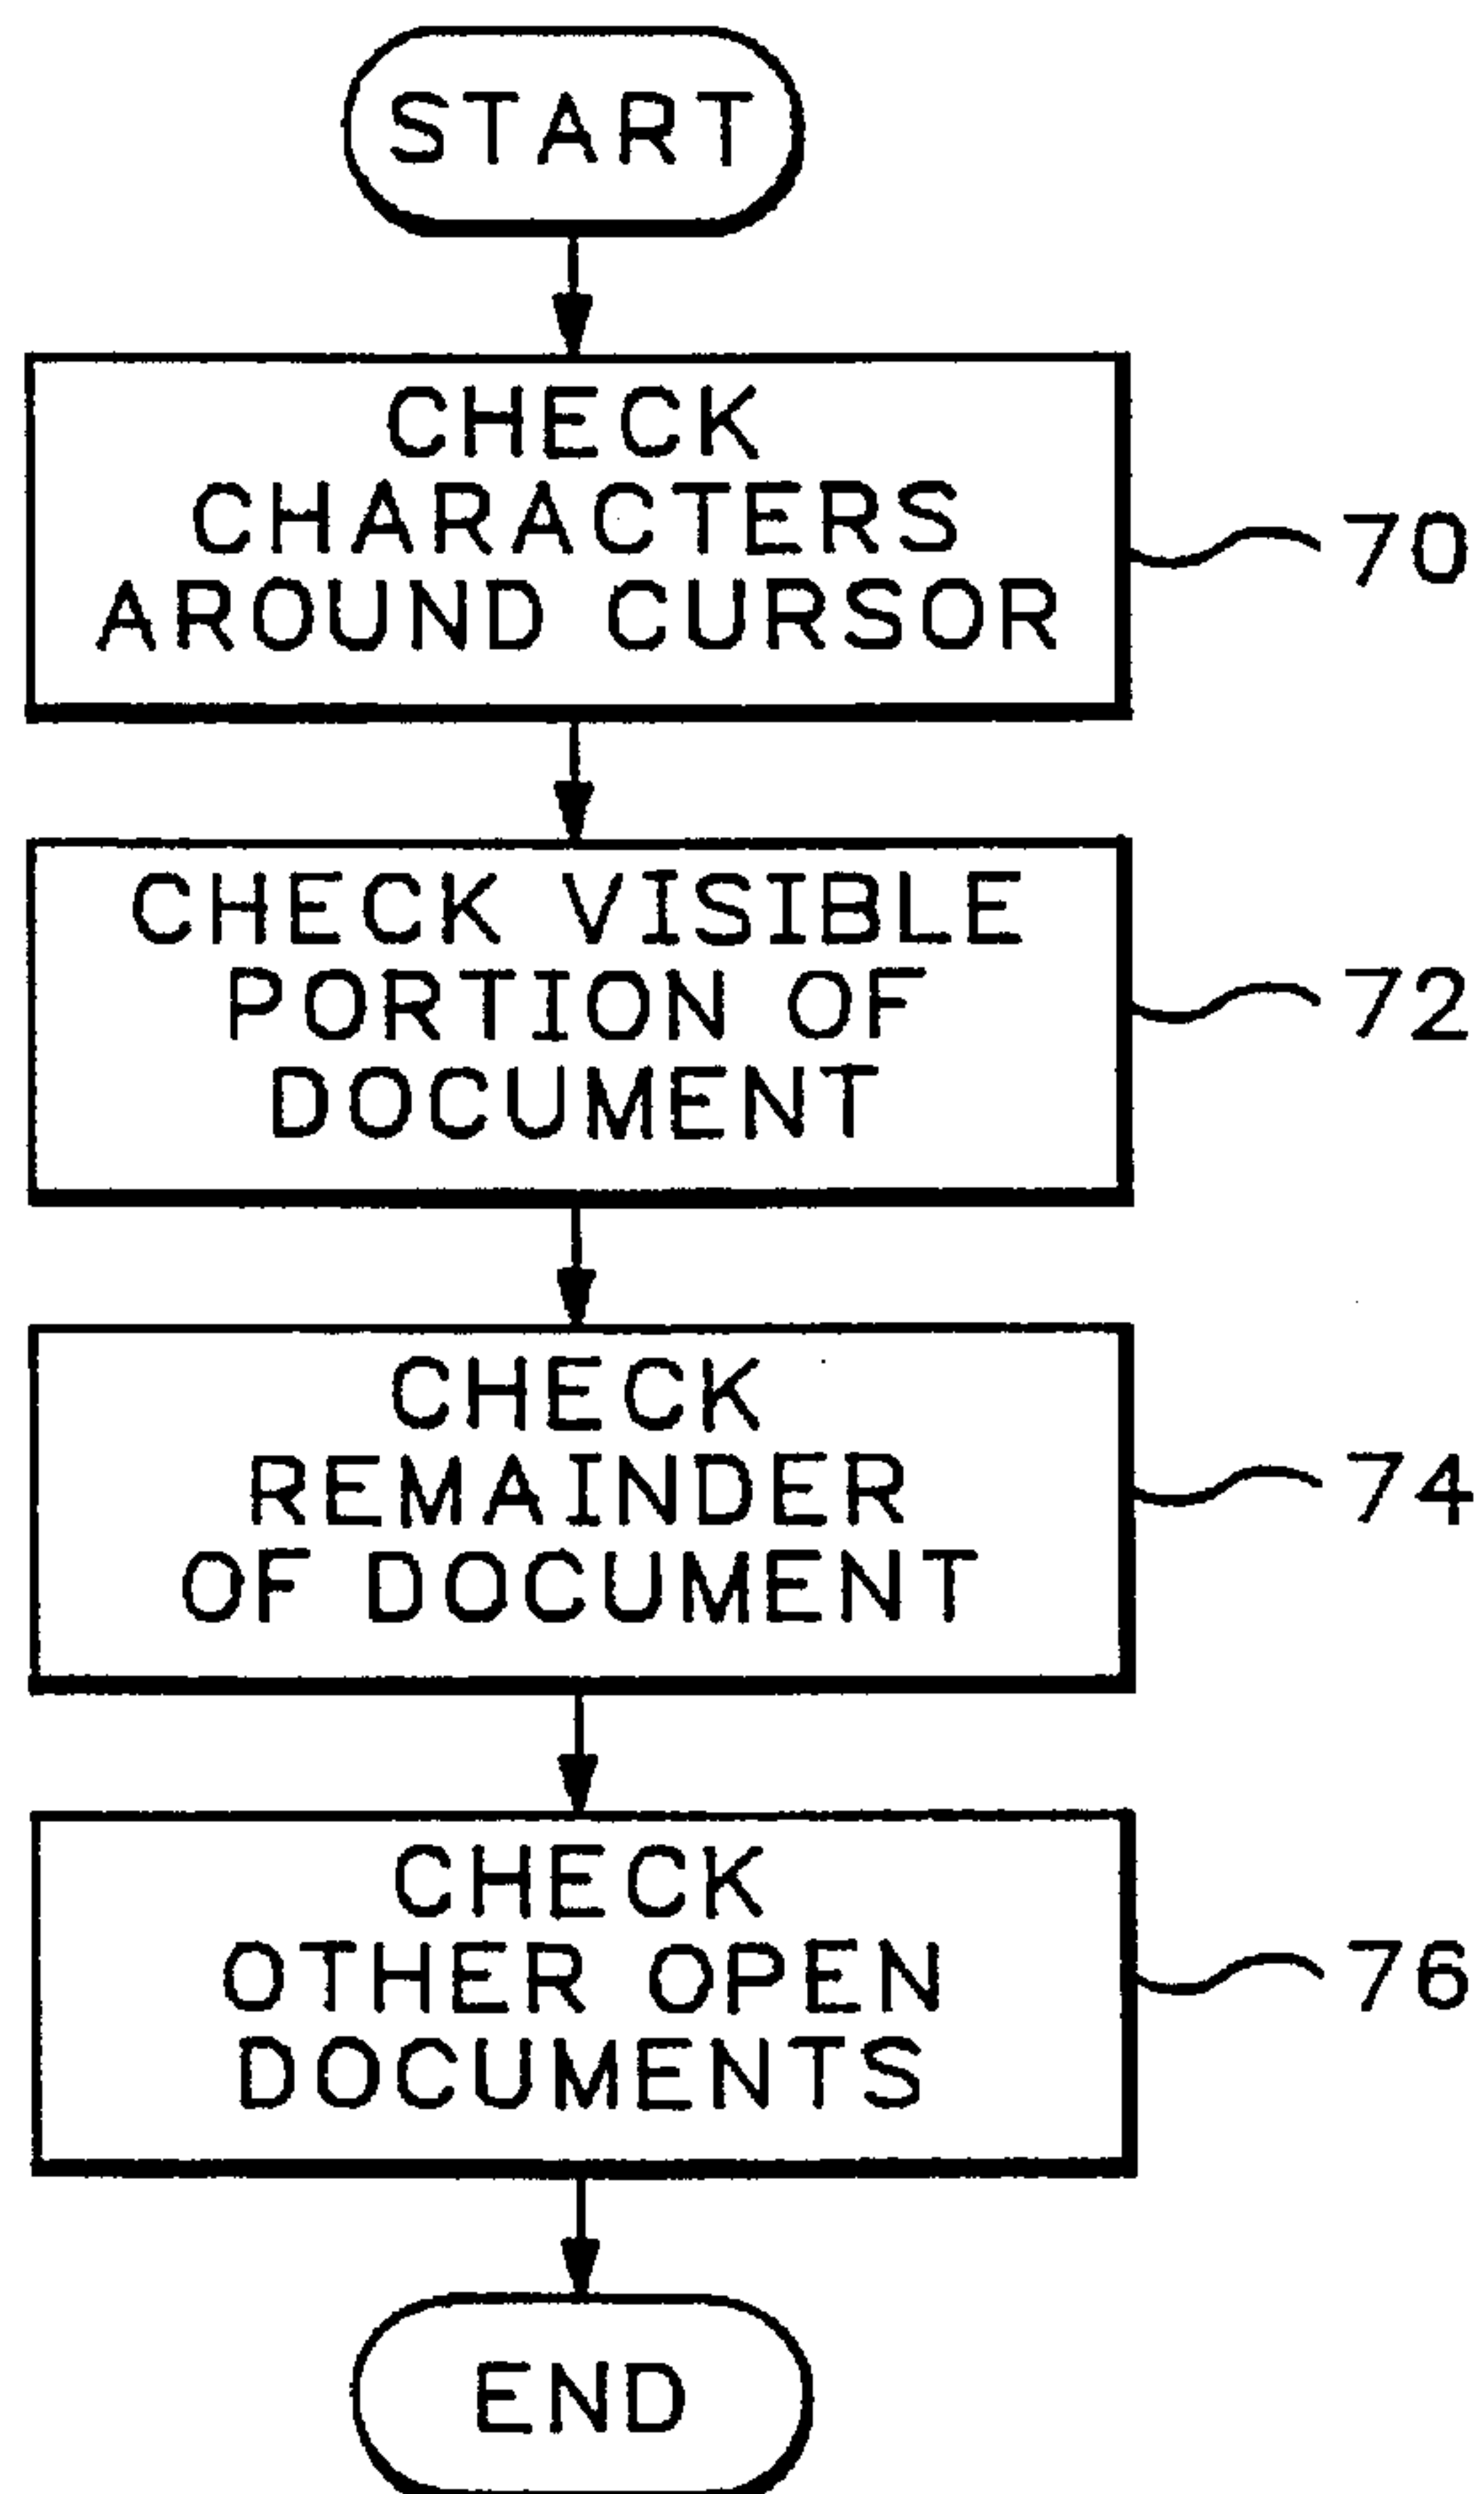 START
CHECK
CHARACTERS
AROUND CURSOR
70
CHECK VISIBLE
PORTION OF
DOCUMENT
72
CHECK
REMAINDER
OF DOCUMENT
74
CHECK
OTHER OPEN
DOCUMENTS
76
END